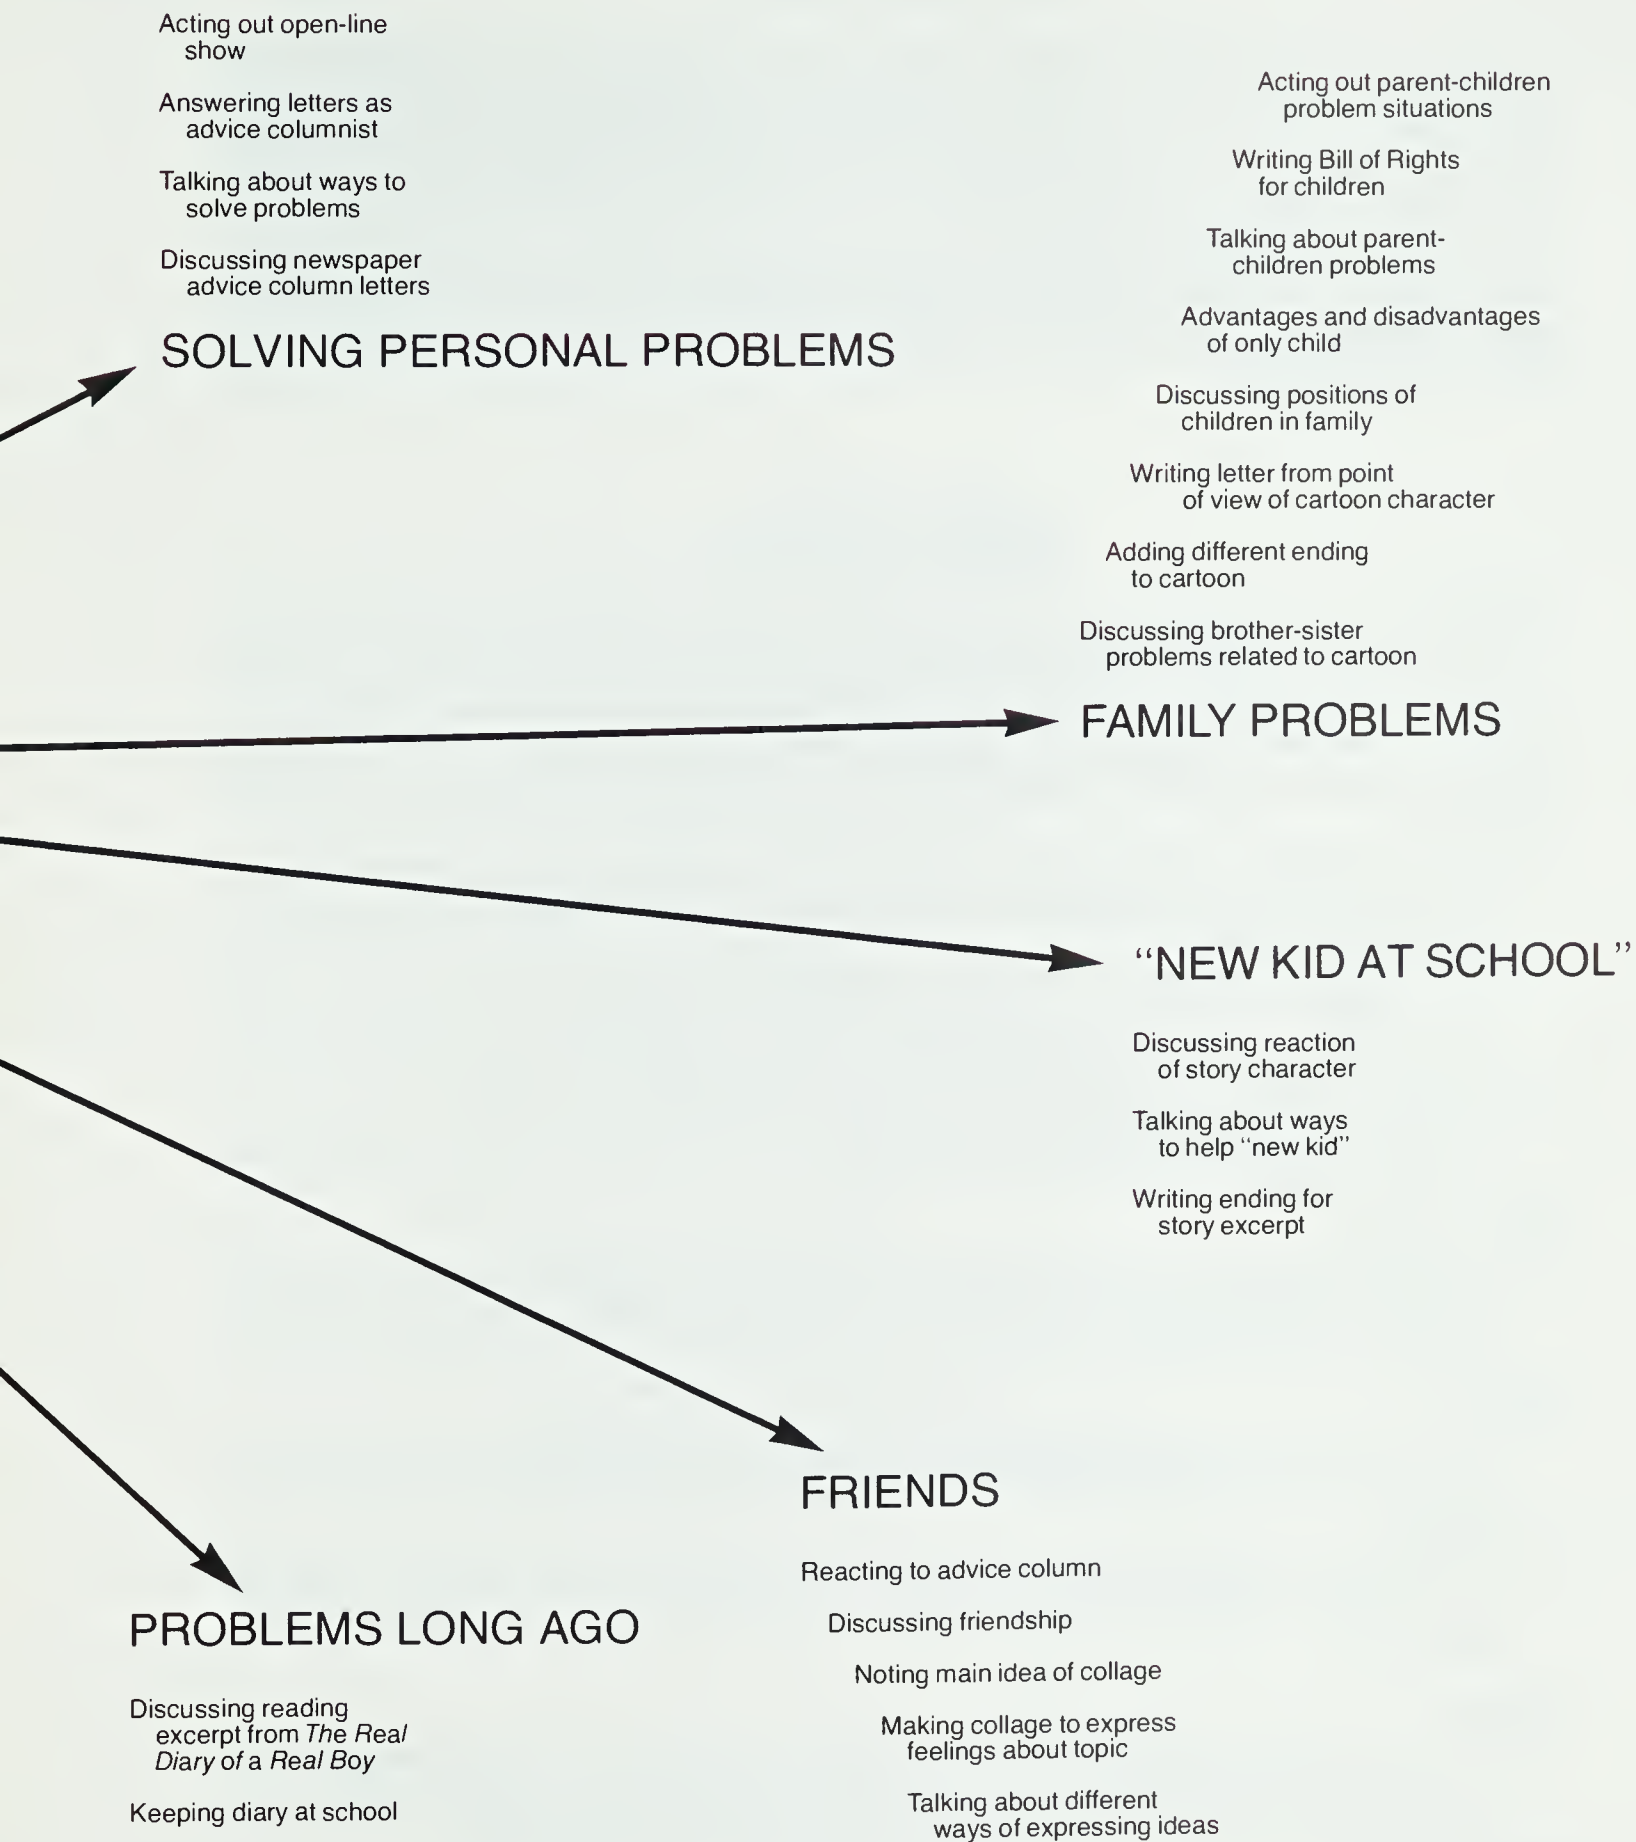 Acting out open-line
show
Answering letters as
advice columnist
Talking about ways to
solve problems
Discussing newspaper
advice column letters
SOLVING PERSONAL PROBLEMS
Acting out parent-children
problem situations
Writing Bill of Rights
for children
Talking about parent-
children problems
Advantages and disadvantages
of only child
Discussing positions of
children in family
Writing letter from point
of view of cartoon character
Adding different ending
to cartoon
Discussing brother-sister
problems related to cartoon
FAMILY PROBLEMS
“NEW KID AT SCHOOL”
Discussing reaction
of story character
Talking about ways
to help “new kid”
Writing ending for
story excerpt
FRIENDS
Reacting to advice column
Discussing friendship
Noting main idea of collage
Making collage to express
feelings about topic
Talking about different
ways of expressing ideas
PROBLEMS LONG AGO
Discussing reading
excerpt from The Real
Diary of a Real Boy
Keeping diary at school